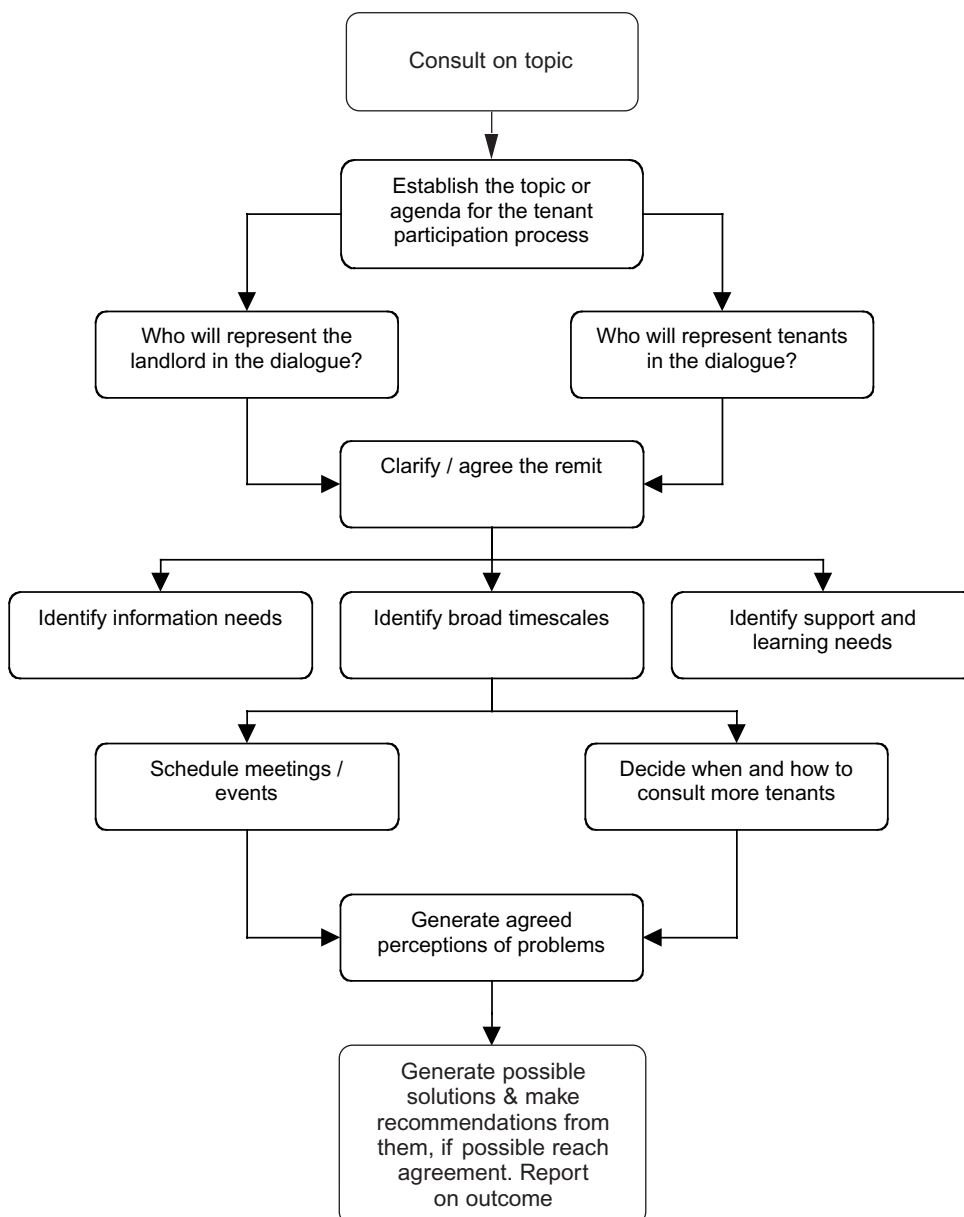 Consult on topic
Establish the topic or
agenda for the tenant
participation process
Who will represent the
landlord in the dialogue?
Who will represent tenants
in the dialogue?
Clarify / agree the remit
Identify information needs
Identify broad timescales
Identify support and
learning needs
Schedule meetings /
events
Decide when and how to
consult more tenants
Generate agreed
perceptions of problems
Generate possible
solutions & make
recommendations from
them, if possible reach
agreement. Report
on outcome